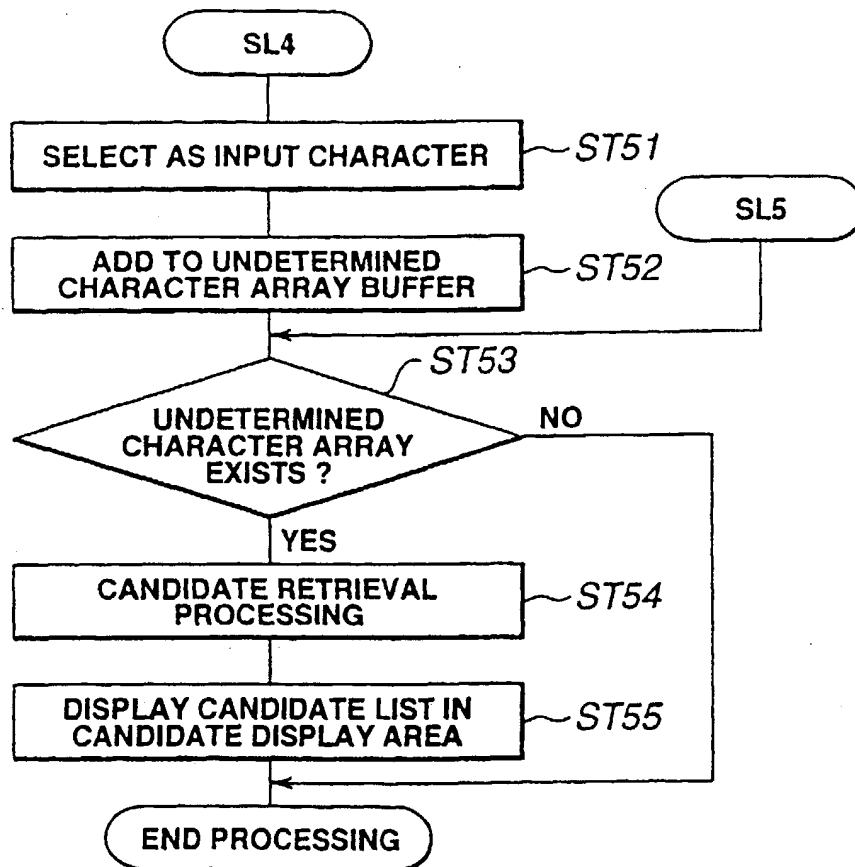 SL4
SELECT AS INPUT CHARACTER
ST51
SL5
ADD TO UNDETERMINED
CHARACTER ARRAY BUFFER
ST52
ST53
UNDETERMINED
CHARACTER ARRAY
EXISTS ?
NO
YES
CANDIDATE RETRIEVAL
PROCESSING
ST54
DISPLAY CANDIDATE LIST IN
CANDIDATE DISPLAY AREA
ST55
END PROCESSING